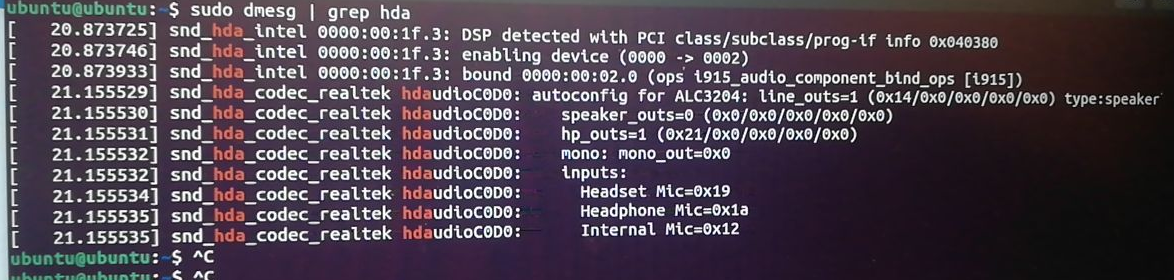 ubuntu@ubuntu:~$ sudo dmesg | grep hda
[   20.873725] snd_hda_intel 0000:00:1f.3: DSP detected with PCI class/subclass/prog-if info 0x040380
[   20.873746] snd_hda_intel 0000:00:1f.3: enabling device (0000 -> 0002)
[   20.873933] snd_hda_intel 0000:00:1f.3: bound 0000:00:02.0 (ops i915_audio_component_bind_ops [i915])
[   21.155529] snd_hda_codec_realtek hdaudioC0D0: autoconfig for ALC3204: line_outs=1 (0x14/0x0/0x0/0x0/0x0) type:speaker
[   21.155530] snd_hda_codec_realtek hdaudioC0D0:    speaker_outs=0 (0x0/0x0/0x0/0x0/0x0)
[   21.155531] snd_hda_codec_realtek hdaudioC0D0:    hp_outs=1 (0x21/0x0/0x0/0x0/0x0)
[   21.155532] snd_hda_codec_realtek hdaudioC0D0:    mono: mono_out=0x0
[   21.155532] snd_hda_codec_realtek hdaudioC0D0:    inputs:
[   21.155534] snd_hda_codec_realtek hdaudioC0D0:      Headset Mic=0x19
[   21.155535] snd_hda_codec_realtek hdaudioC0D0:      Headphone Mic=0x1a
[   21.155535] snd_hda_codec_realtek hdaudioC0D0:      Internal Mic=0x12
ubuntu@ubuntu:~$ ^C
ubuntu@ubuntu:~$ ^C